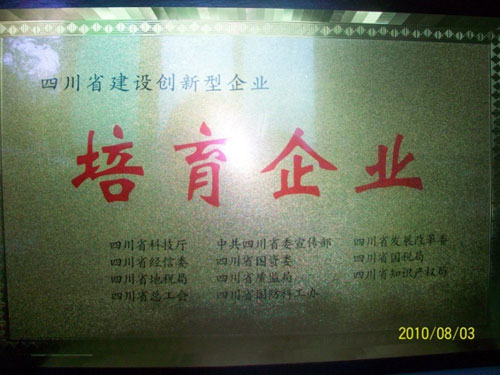 四川省建设创新型企业
培育企业
四川省科技厅 中共四川省委宣传部 四川省发展改革委
四川省经信委 四川省国资委 四川省国税局
四川省地税局 四川省质监局 四川省知识产权局
四川省总工会 四川省国防科工办
2010/08/03